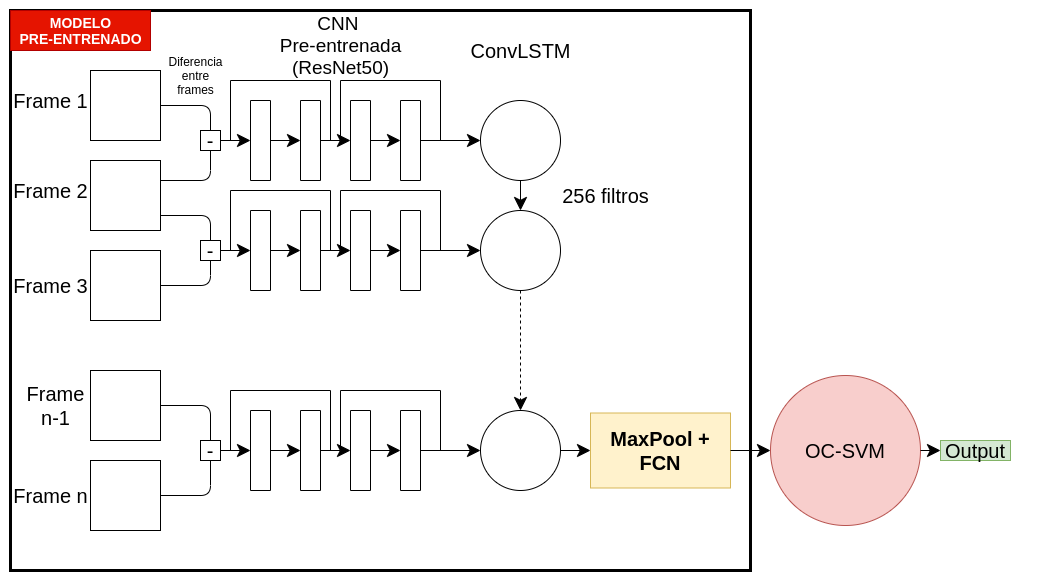 MODELO
PRE-ENTRENADO
CNN
Pre-entrenada
(ResNet50)
ConvLSTM
Diferencia
entre
frames
Frame 1
-
Frame 2
256 filtros
-
Frame 3
Frame
n-1
-
MaxPool +
FCN
OC-SVM
Output
Frame n